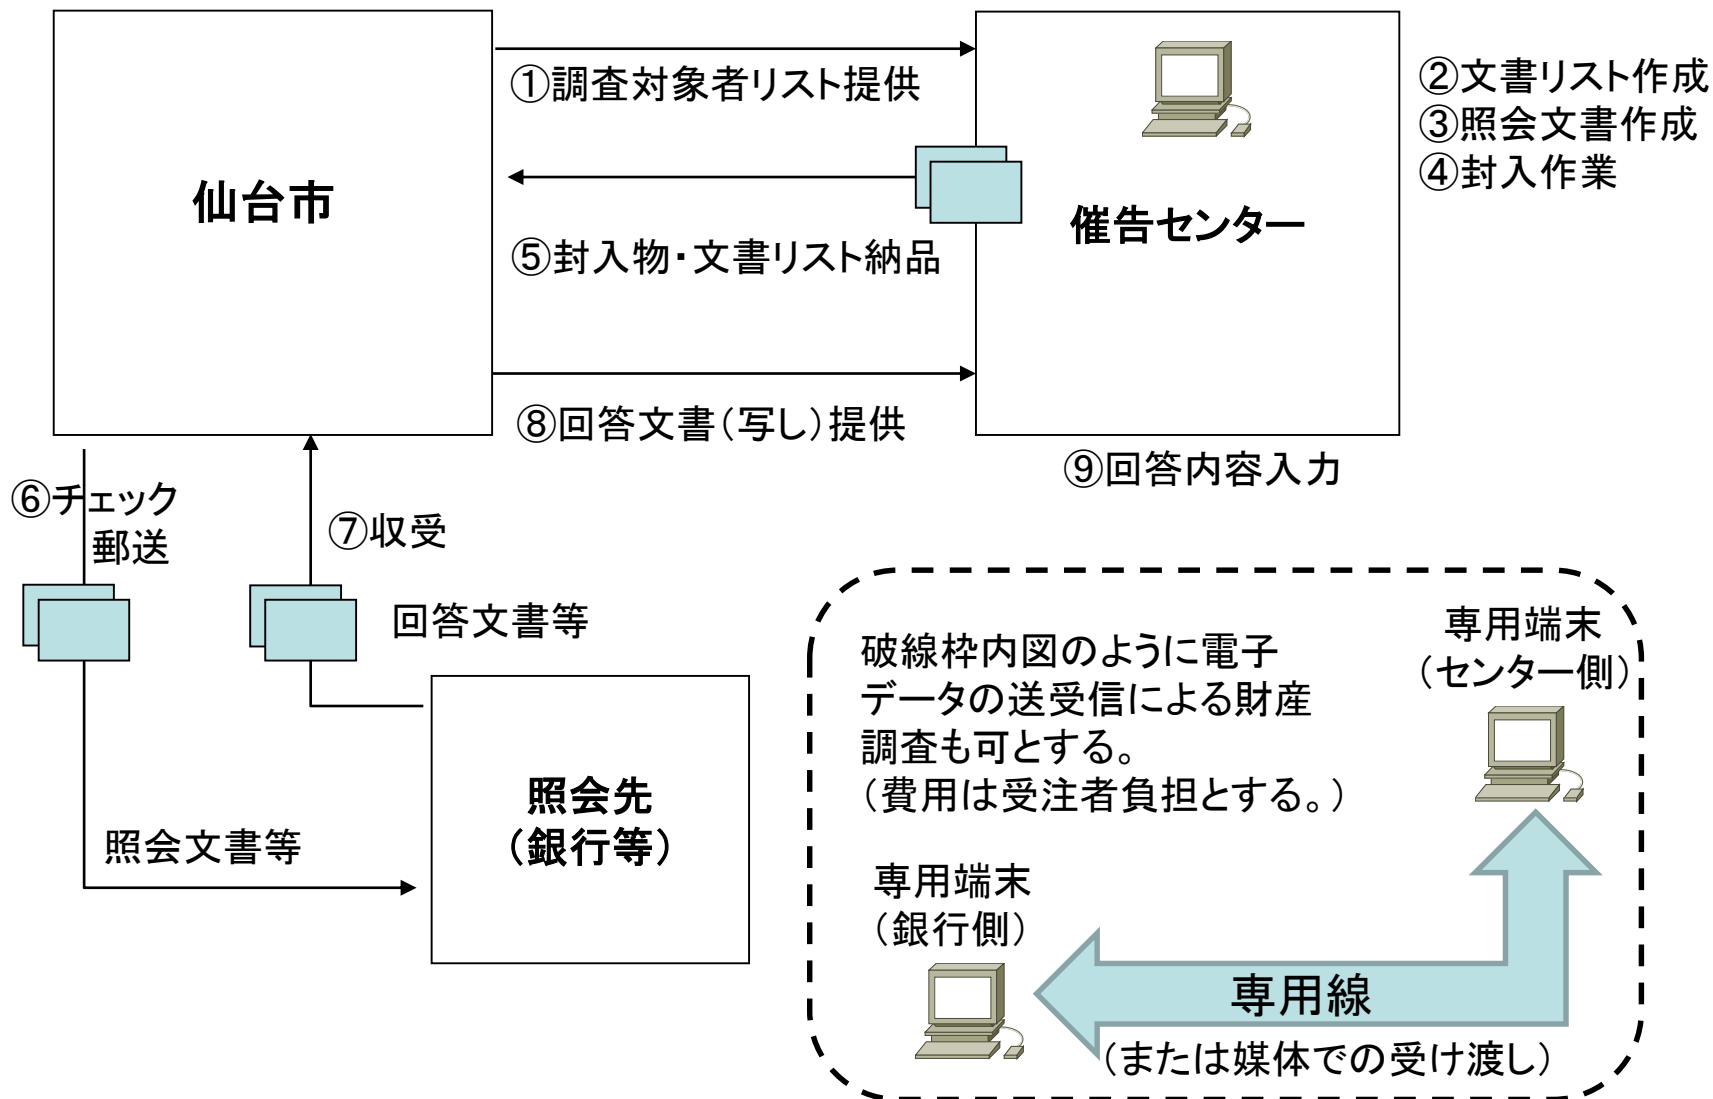 仙台市
①調査対象者リスト提供
⑤封入物・文書リスト納品
⑧回答文書（写し）提供
催告センター
②文書リスト作成
③照会文書作成
④封入作業
⑨回答内容入力
⑥チェック
郵送
⑦収受
回答文書等
照会文書等
照会先
（銀行等）
破線枠内図のように電子
データの送受信による財産
調査も可とする。
（費用は受注者負担とする。）
専用端末
（センター側）
専用端末
（銀行側）
専用線
（または媒体での受け渡し）